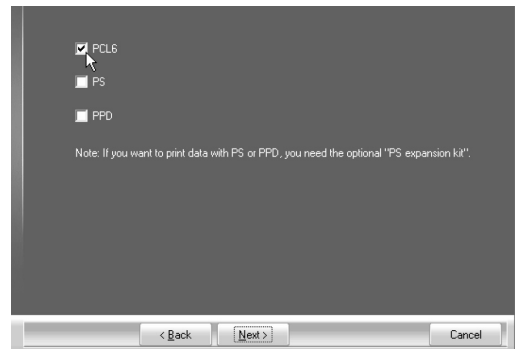 PCL6
PS
PPD
Note: If you want to print data with PS or PPD, you need the optional "PS expansion kit".
< Back Next > Cancel